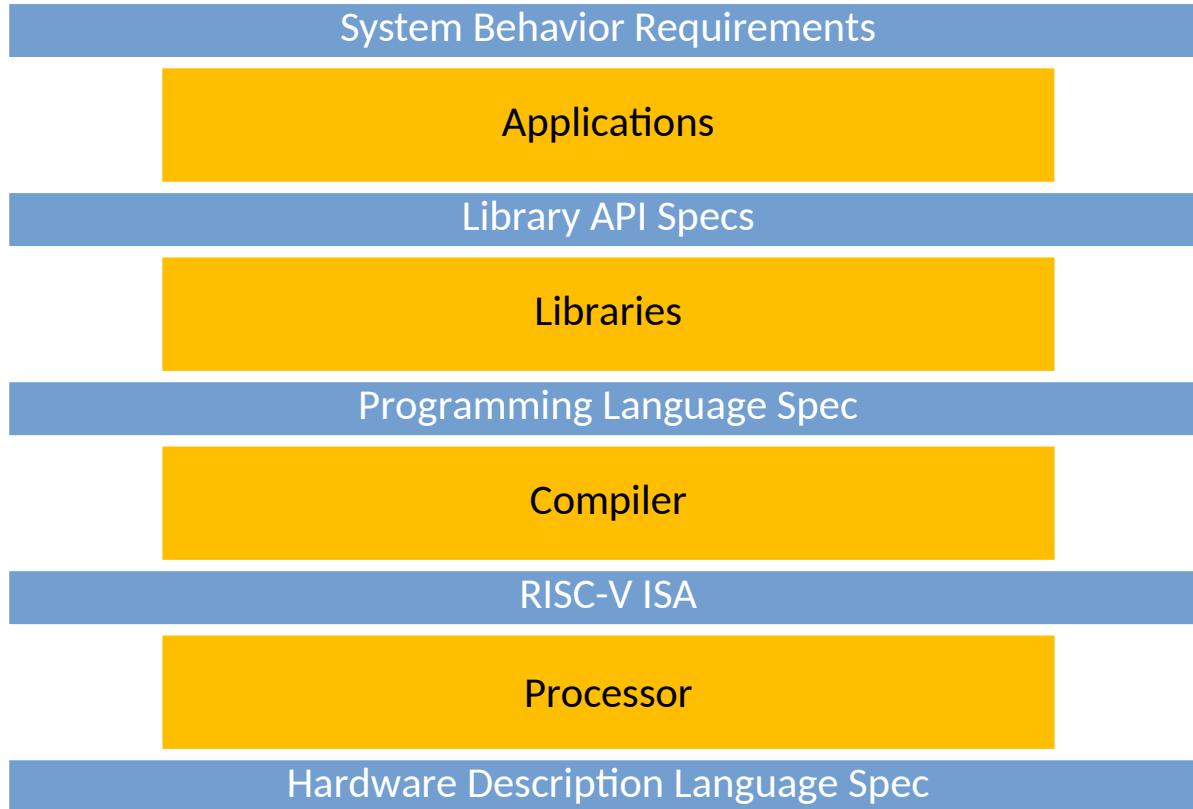 System Behavior Requirements
Applications
Library API Specs
Libraries
Programming Language Spec
Compiler
RISC-V ISA
Processor
Hardware Description Language Spec